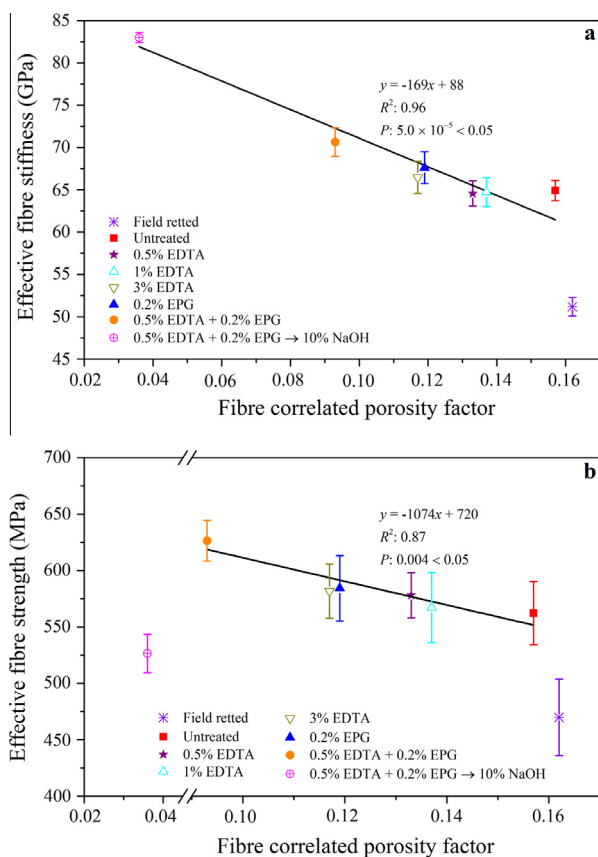 a
85
80
75
70
65
60
55
50
45
Effective fibre stiffness (GPa)
y = -169x + 88
R²: 0.96
P: 5.0 × 10⁻⁵ < 0.05
Field retted
Untreated
0.5% EDTA
1% EDTA
3% EDTA
0.2% EPG
0.5% EDTA + 0.2% EPG
0.5% EDTA + 0.2% EPG → 10% NaOH
0.02 0.04 0.06 0.08 0.10 0.12 0.14 0.16
Fibre correlated porosity factor
b
700
650
600
550
500
450
400
Effective fibre strength (MPa)
y = -1074x + 720
R²: 0.87
P: 0.004 < 0.05
Field retted
Untreated
0.5% EDTA
1% EDTA
3% EDTA
0.2% EPG
0.5% EDTA + 0.2% EPG
0.5% EDTA + 0.2% EPG → 10% NaOH
0.04 0.10 0.12 0.14 0.16
Fibre correlated porosity factor